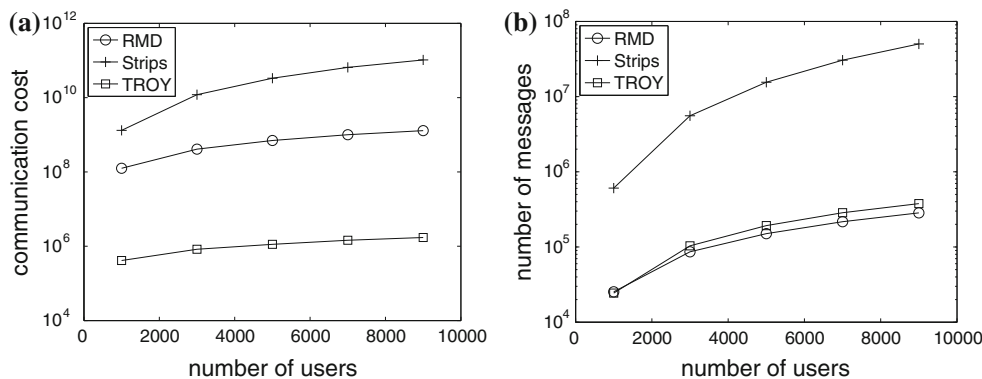 (a)
10^12
10^10
10^8
10^6
10^4
communication cost
RMD
Strips
TROY
0 2000 4000 6000 8000 10000
number of users
(b)
10^8
10^7
10^6
10^5
10^4
number of messages
RMD
Strips
TROY
0 2000 4000 6000 8000 10000
number of users